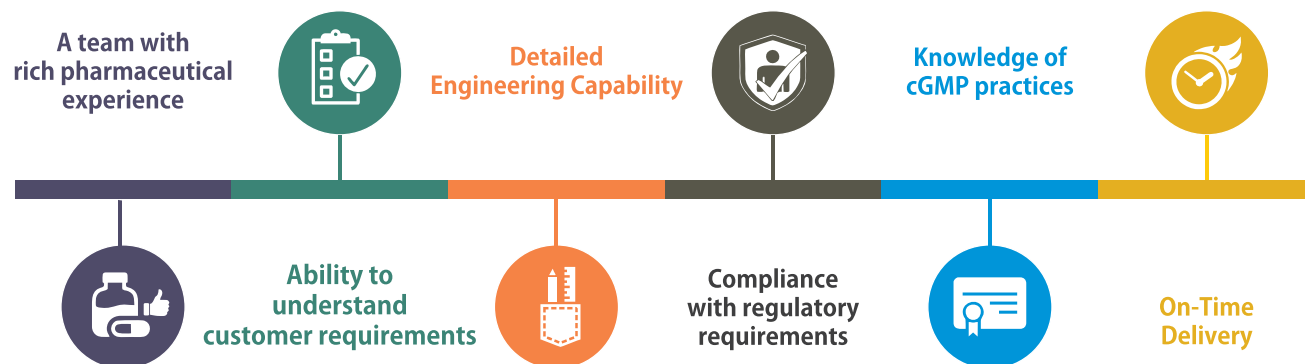 A team with
rich pharmaceutical
experience
Ability to
understand
customer requirements
Detailed
Engineering Capability
Compliance
with regulatory
requirements
Knowledge of
cGMP practices
On-Time
Delivery